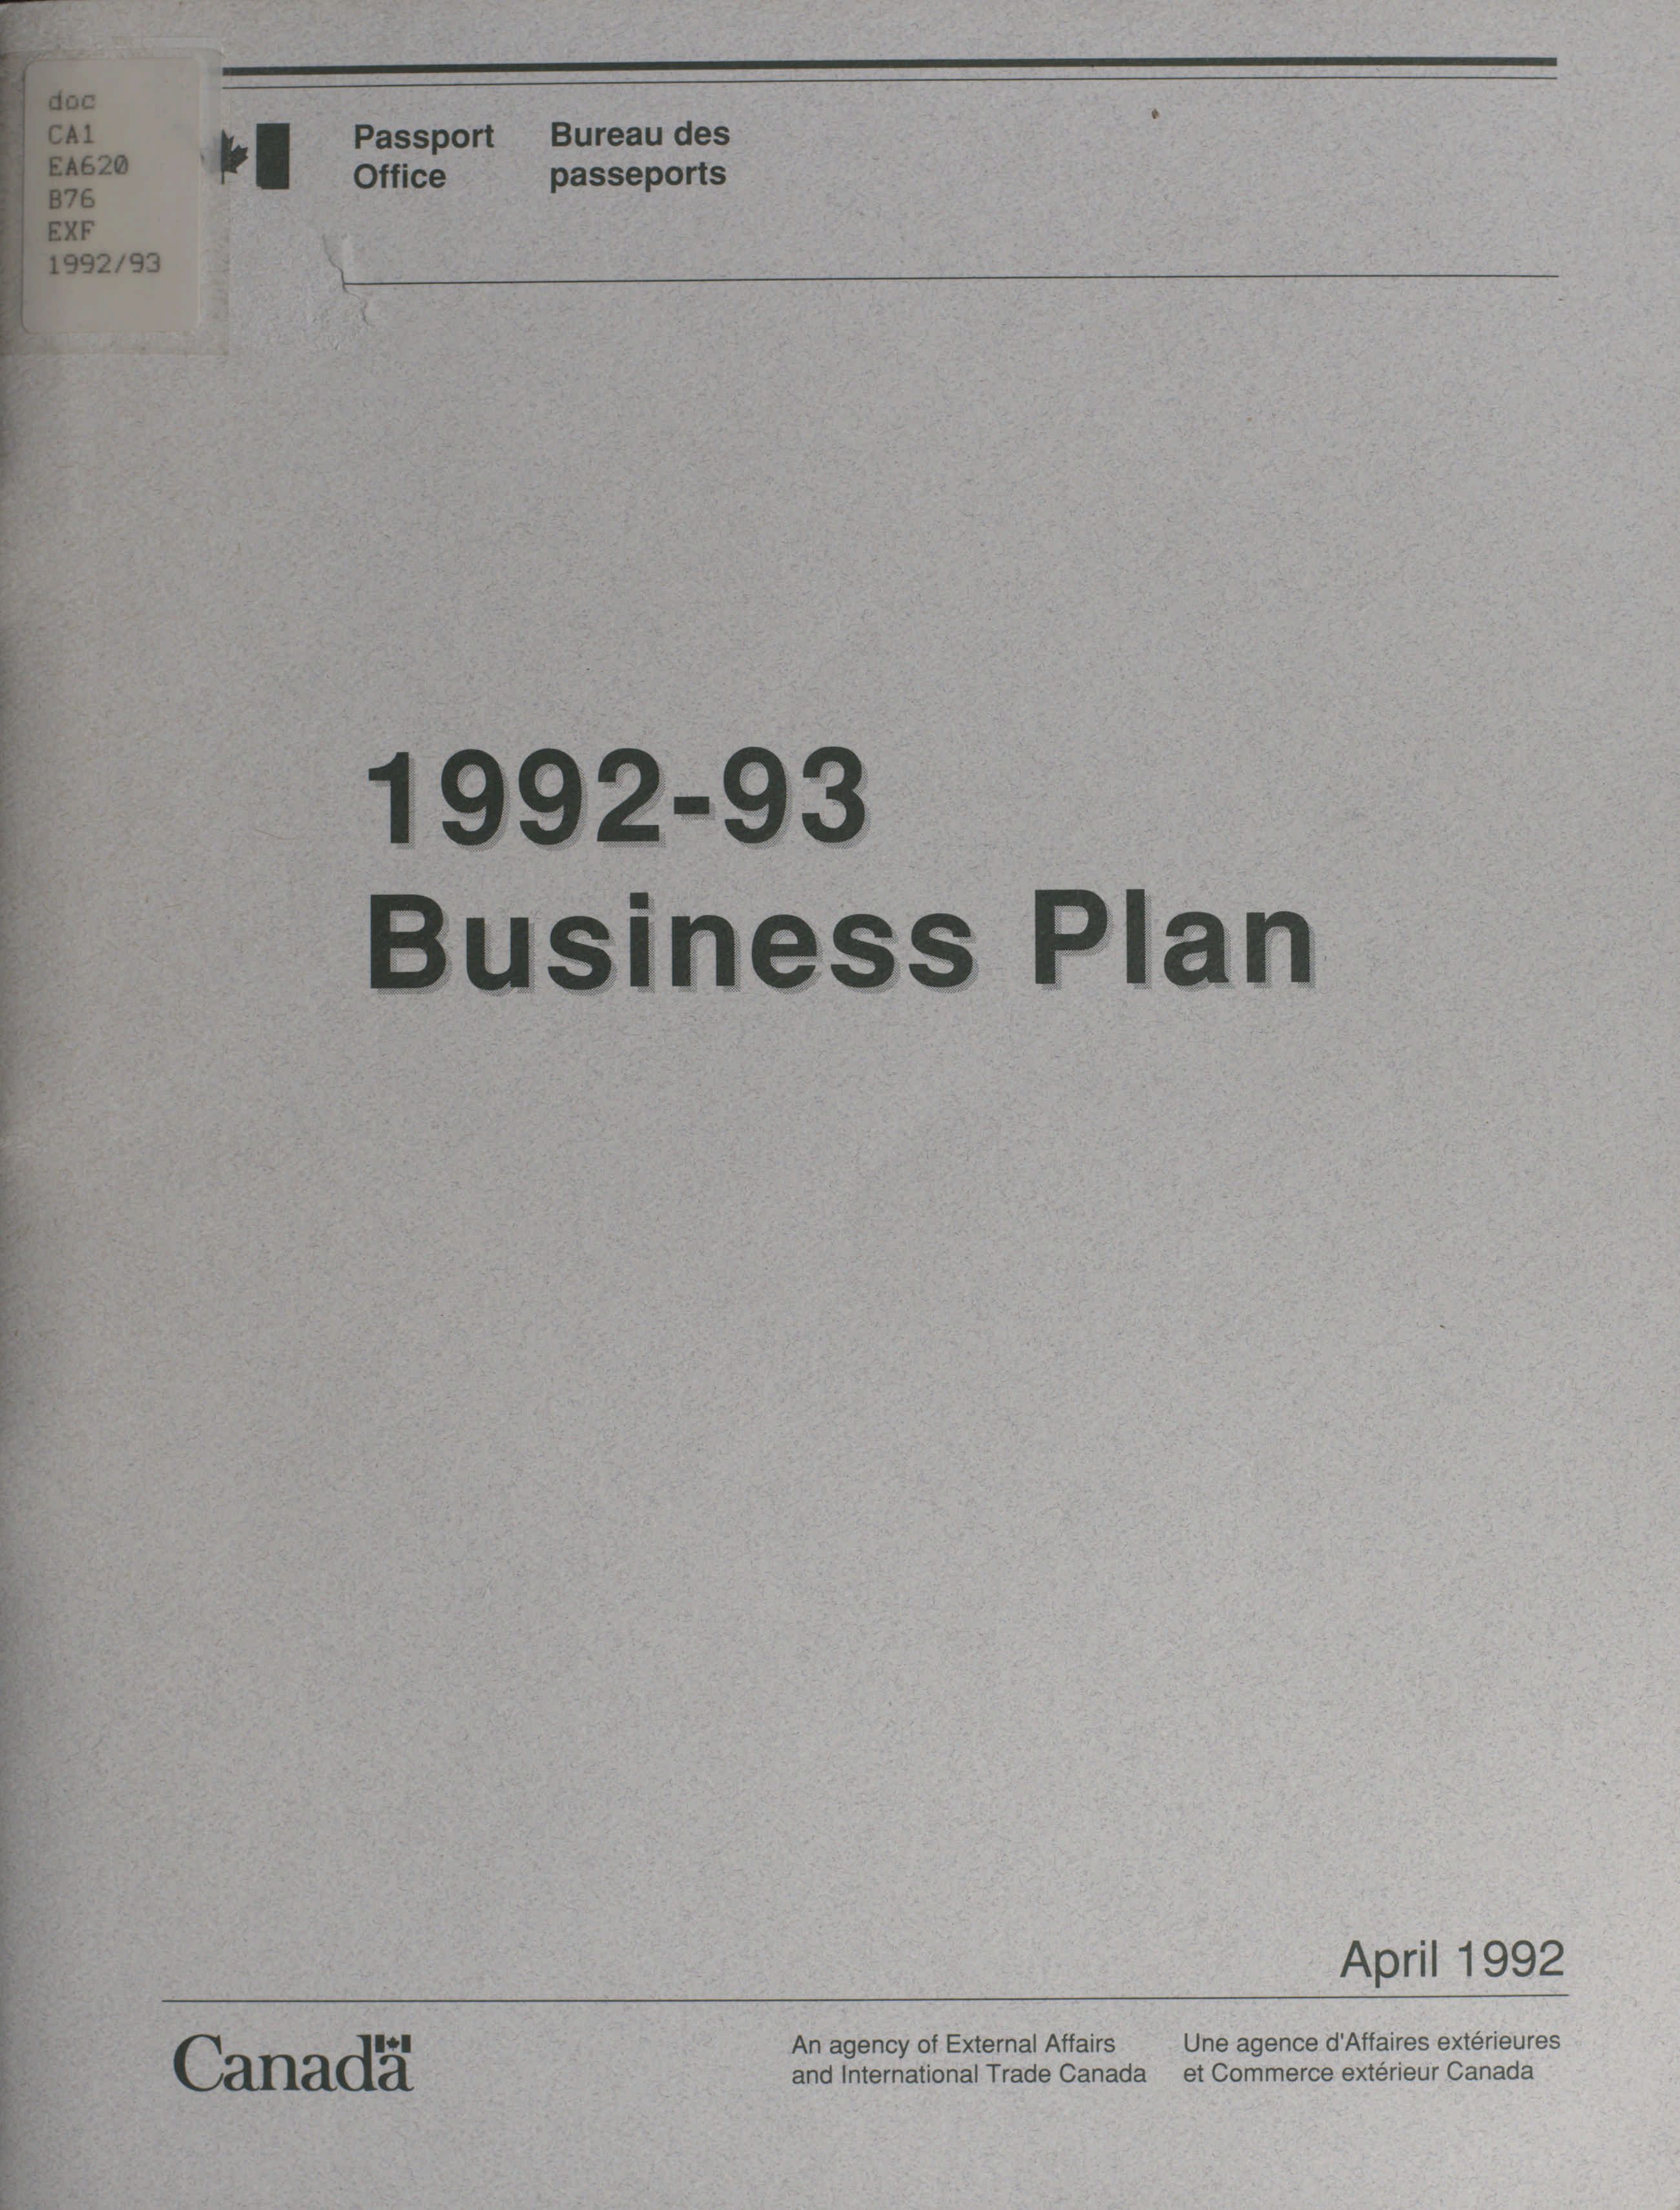 doc
CA1
EA620
B76
EXF
1992/93
Passport Office
Bureau des passeports
1992-93
Business Plan
April 1992
Canada
An agency of External Affairs
and International Trade Canada
Une agence d'Affaires extérieures
et Commerce extérieur Canada